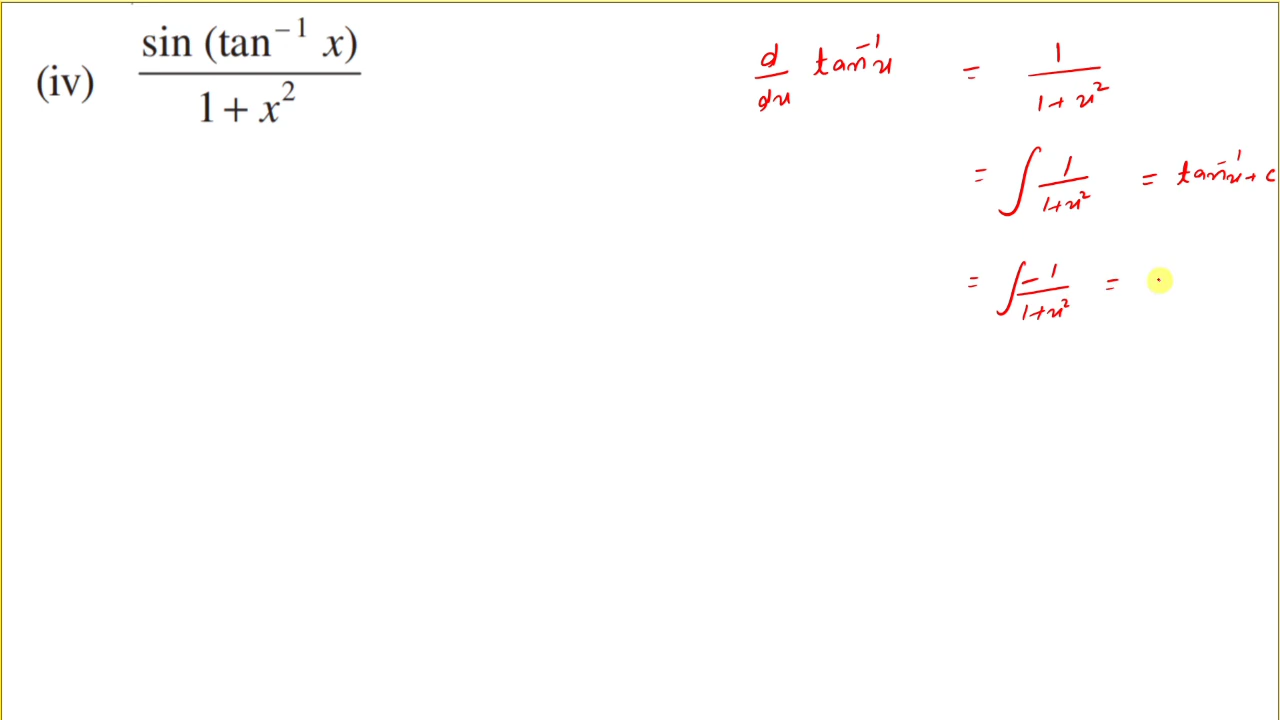 (iv) sin (tan⁻¹ x) / 1 + x²
d/dx tan⁻¹x = 1 / 1 + x²
= ∫ 1 / 1+x² = tan⁻¹x + c
= ∫ −1 / 1+x² =